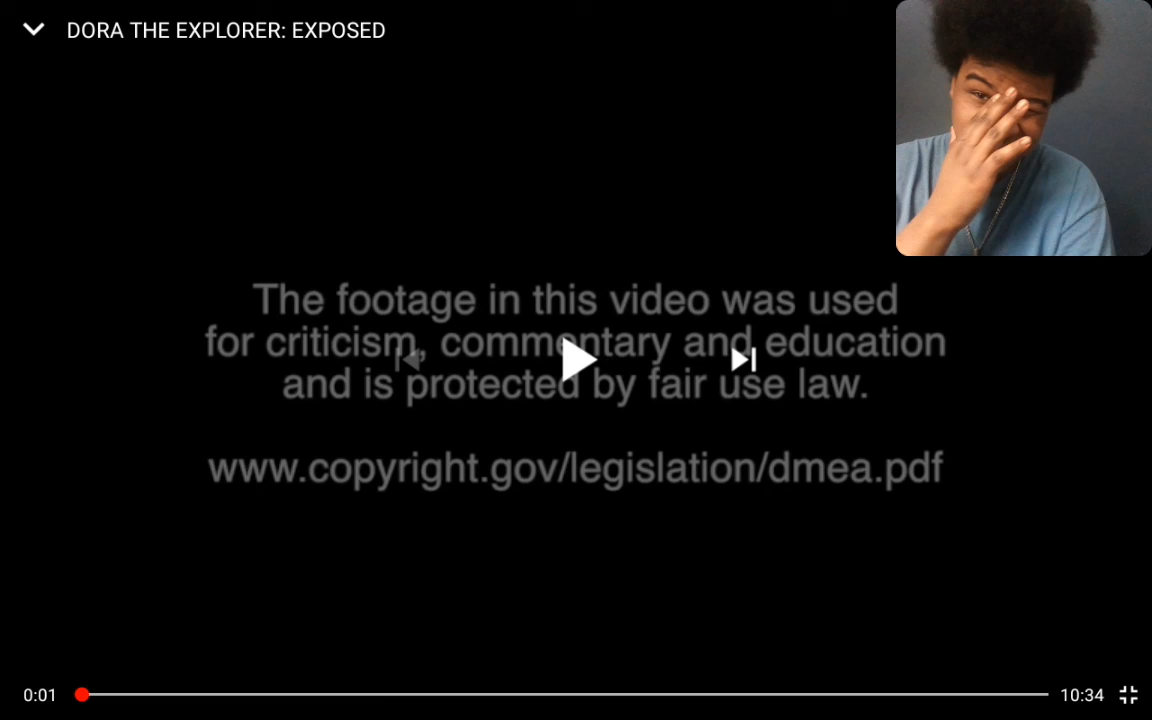 DORA THE EXPLORER: EXPOSED
The footage in this video was used
for criticism, commentary and education
and is protected by fair use law.
www.copyright.gov/legislation/dmea.pdf
0:01
10:34